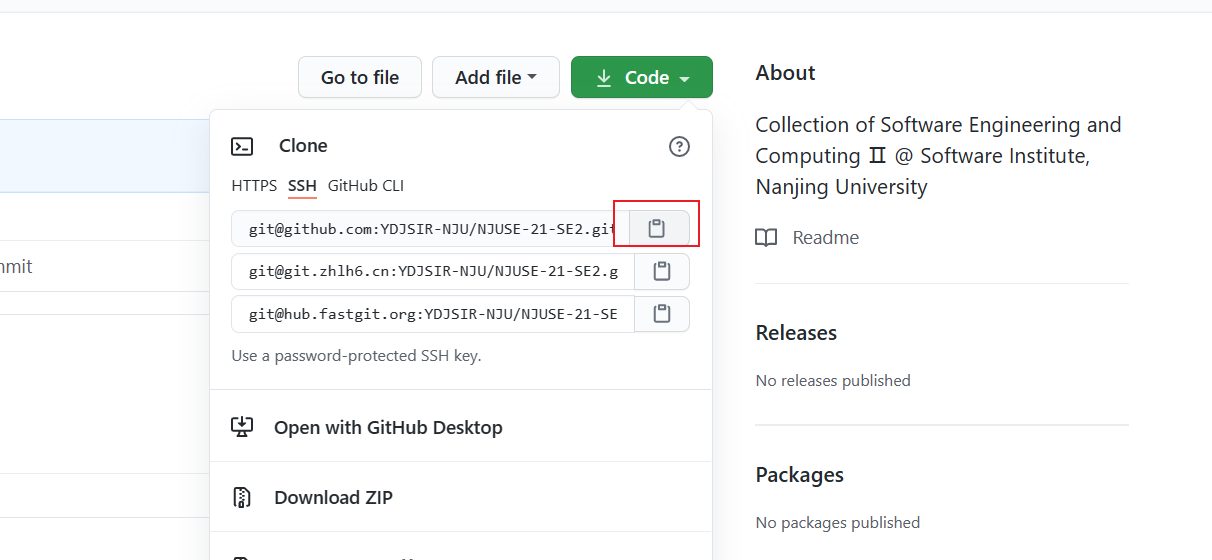 Go to file
Add file
Code
About
Collection of Software Engineering and
Computing Ⅱ @ Software Institute,
Nanjing University
Readme
Clone
HTTPS SSH GitHub CLI
git@github.com:YDJSIR-NJU/NJUSE-21-SE2.git
git@git.zhlh6.cn:YDJSIR-NJU/NJUSE-21-SE2.g
git@hub.fastgit.org:YDJSIR-NJU/NJUSE-21-SE
Use a password-protected SSH key.
Open with GitHub Desktop
Download ZIP
mmit
Releases
No releases published
Packages
No packages published